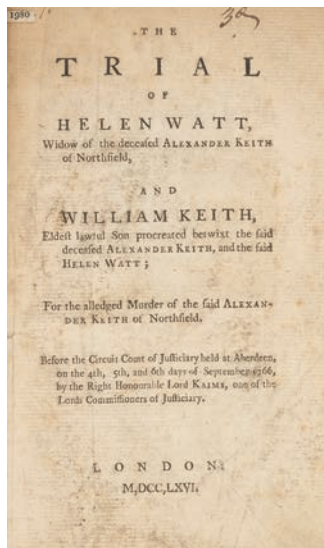 1980
THE
TRIAL
OF
HELEN WATT,
Widow of the deceased ALEXANDER KEITH
of Northfield,
AND
WILLIAM KEITH,
Eldest lawful Son procreated betwixt the said
deceased ALEXANDER KEITH, and the said
HELEN WATT;
For the alledged Murder of the said ALEXAN-
DER KEITH of Northfield.
Before the Circuit Court of Justiciary held at Aberdeen,
on the 4th, 5th, and 6th days of September 1766,
by the Right Honourable Lord KAIMS, one of the
Lords Commissioners of Justiciary.
LONDON:
M,DCC,LXVI.